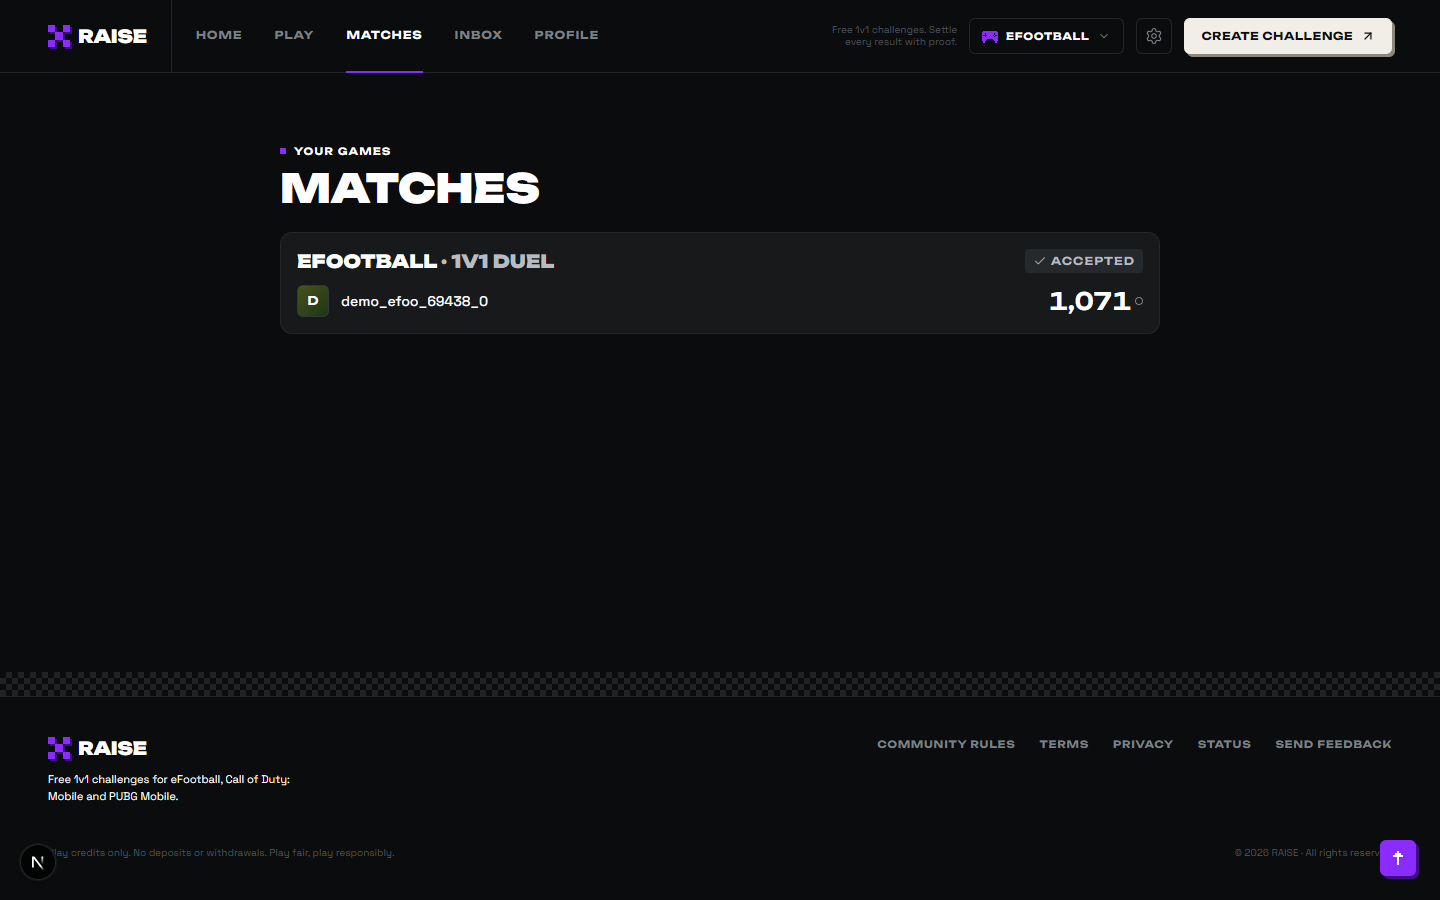 RAISE
HOME
PLAY
MATCHES
INBOX
PROFILE
Free 1v1 challenges. Settle
every result with proof.
EFOOTBALL
CREATE CHALLENGE
YOUR GAMES
MATCHES
EFOOTBALL · 1V1 DUEL
ACCEPTED
D
demo_efoo_69438_0
1,071
RAISE
COMMUNITY RULES
TERMS
PRIVACY
STATUS
SEND FEEDBACK
Free 1v1 challenges for eFootball, Call of Duty:
Mobile and PUBG Mobile.
N
credits only. No deposits or withdrawals. Play fair, play responsibly.
© 2026 RAISE · All rights